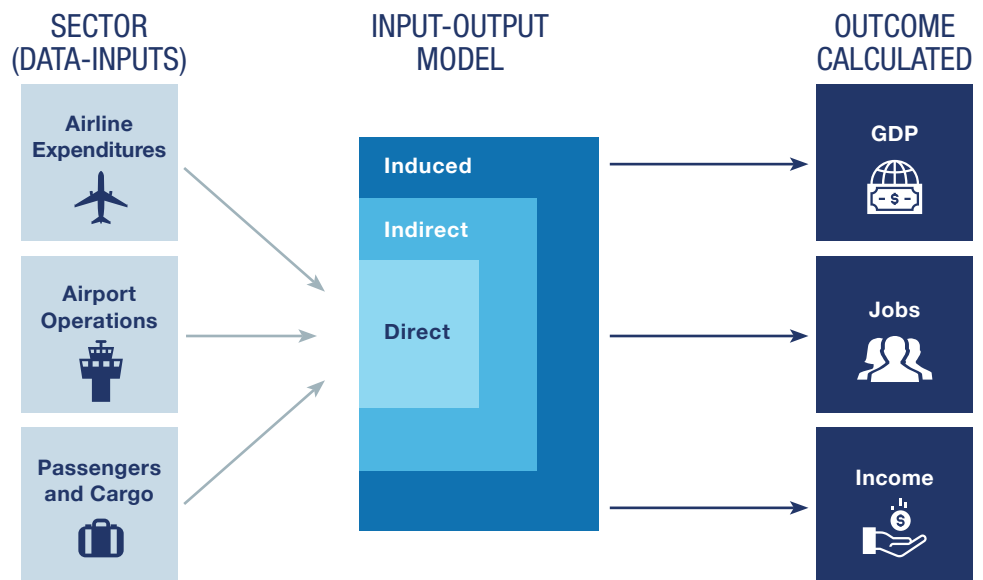 SECTOR
(DATA-INPUTS)
INPUT-OUTPUT
MODEL
OUTCOME
CALCULATED
Airline
Expenditures
Airport
Operations
Passengers
and Cargo
Induced
Indirect
Direct
GDP
$
Jobs
Income
$